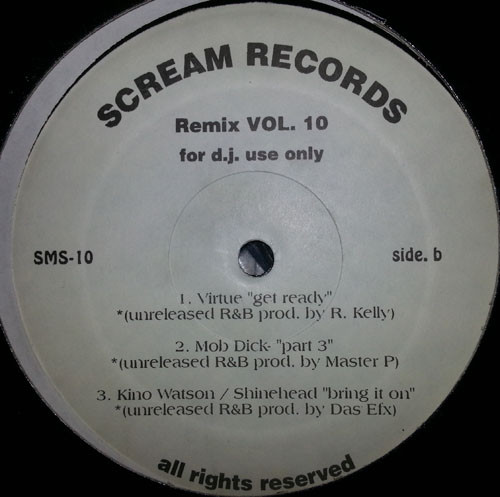 SCREAM RECORDS
Remix VOL. 10
for d.j. use only
SMS-10
side. b
1. Virtue "get ready"
*(unreleased R&B prod. by R. Kelly)
2. Mob Dick- "part 3"
*(unreleased R&B prod. by Master P)
3. Kino Watson / Shinehead "bring it on"
*(unreleased R&B prod. by Das Efx)
all rights reserved